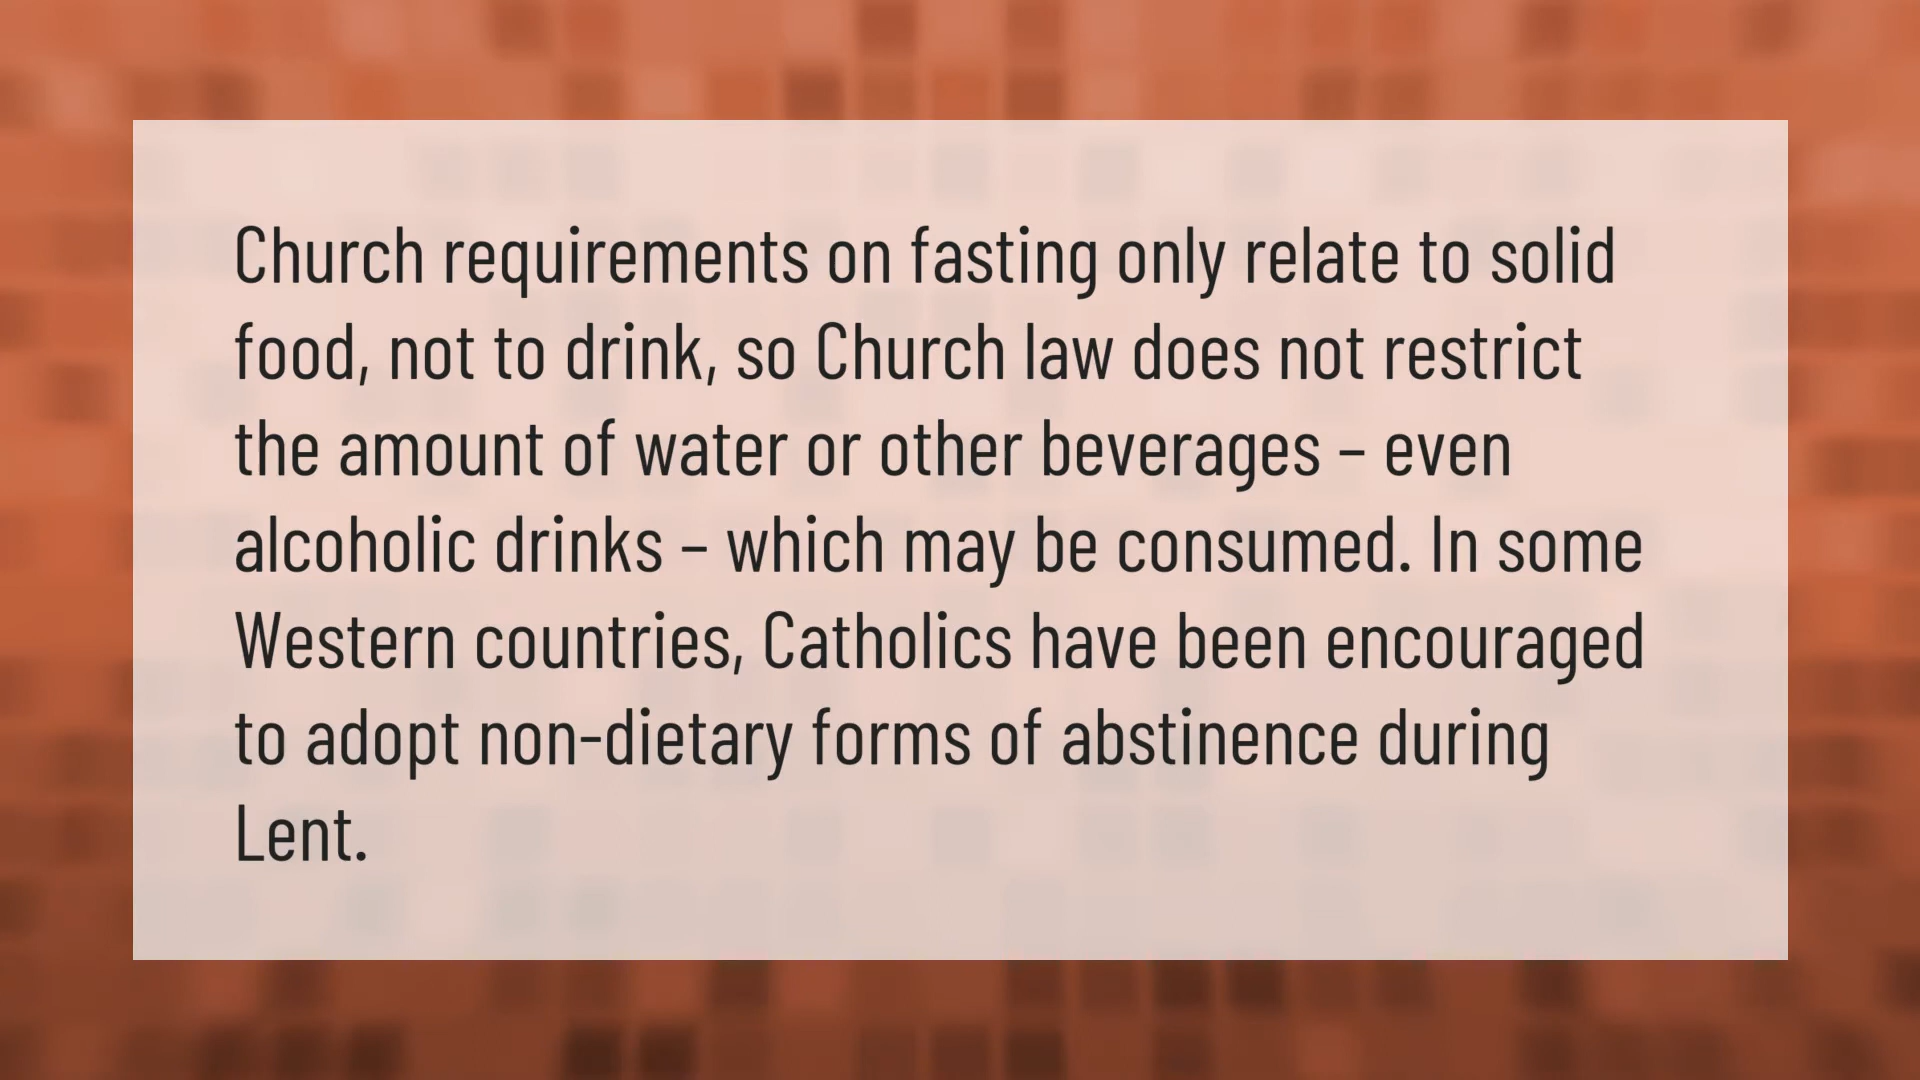 Church requirements on fasting only relate to solid
food, not to drink, so Church law does not restrict
the amount of water or other beverages – even
alcoholic drinks – which may be consumed. In some
Western countries, Catholics have been encouraged
to adopt non-dietary forms of abstinence during
Lent.